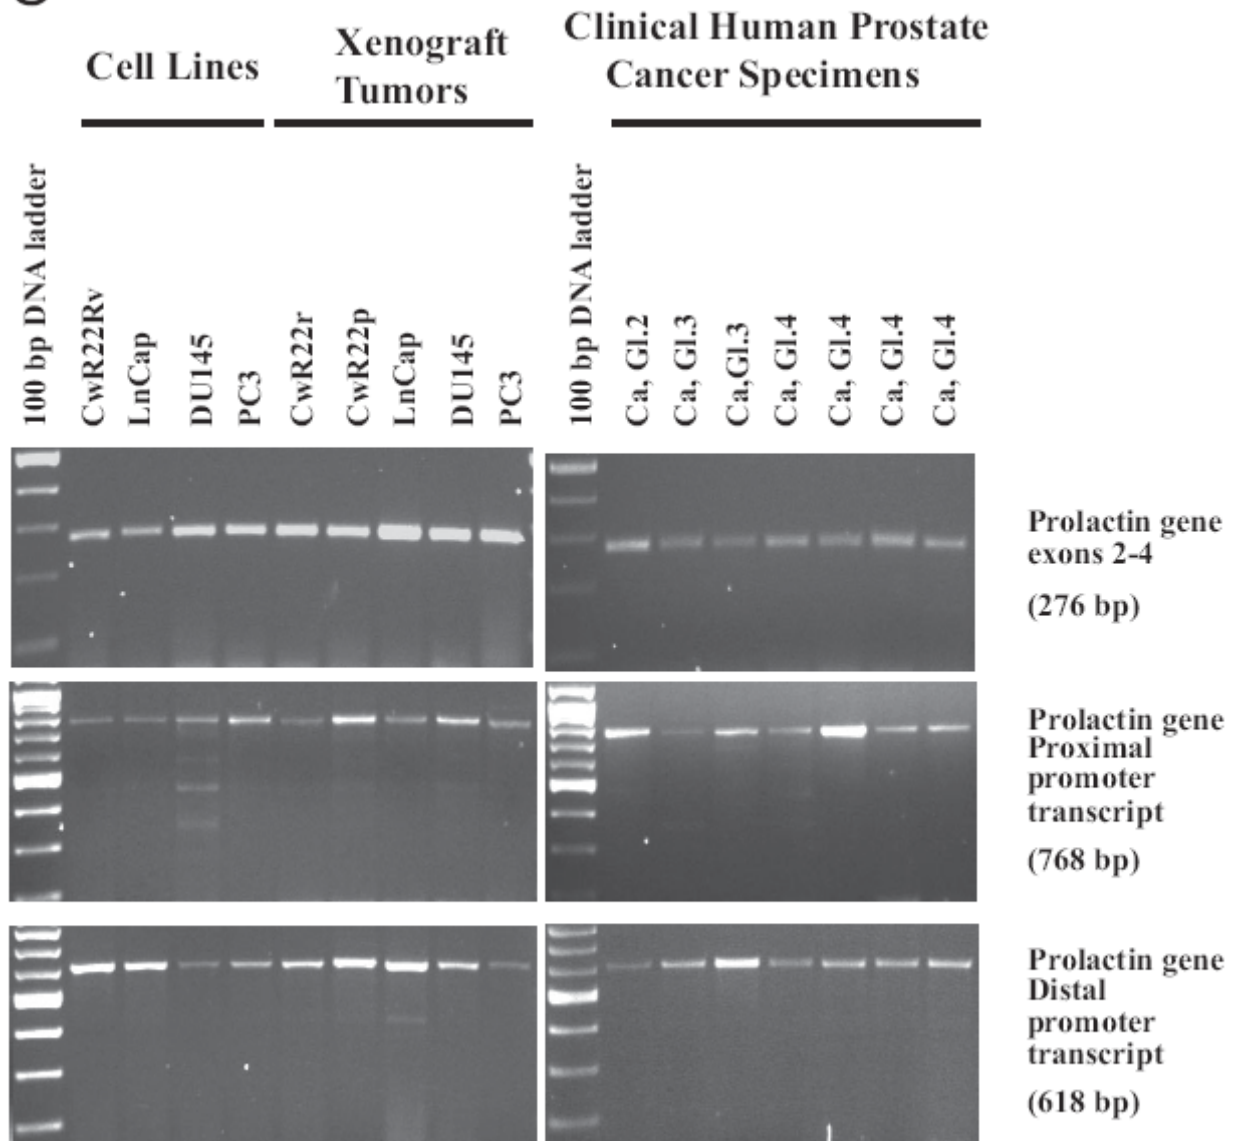 Cell Lines
Xenograft
Tumors
Clinical Human Prostate
Cancer Specimens
100 bp DNA ladder
CwR22Rv
LnCap
DU145
PC3
CwR22r
CwR22p
LnCap
DU145
PC3
100 bp DNA ladder
Ca, Gl.2
Ca, Gl.3
Ca,Gl.3
Ca, Gl.4
Ca, Gl.4
Ca, Gl.4
Ca, Gl.4
Prolactin gene
exons 2-4
(276 bp)
Prolactin gene
Proximal
promoter
transcript
(768 bp)
Prolactin gene
Distal
promoter
transcript
(618 bp)